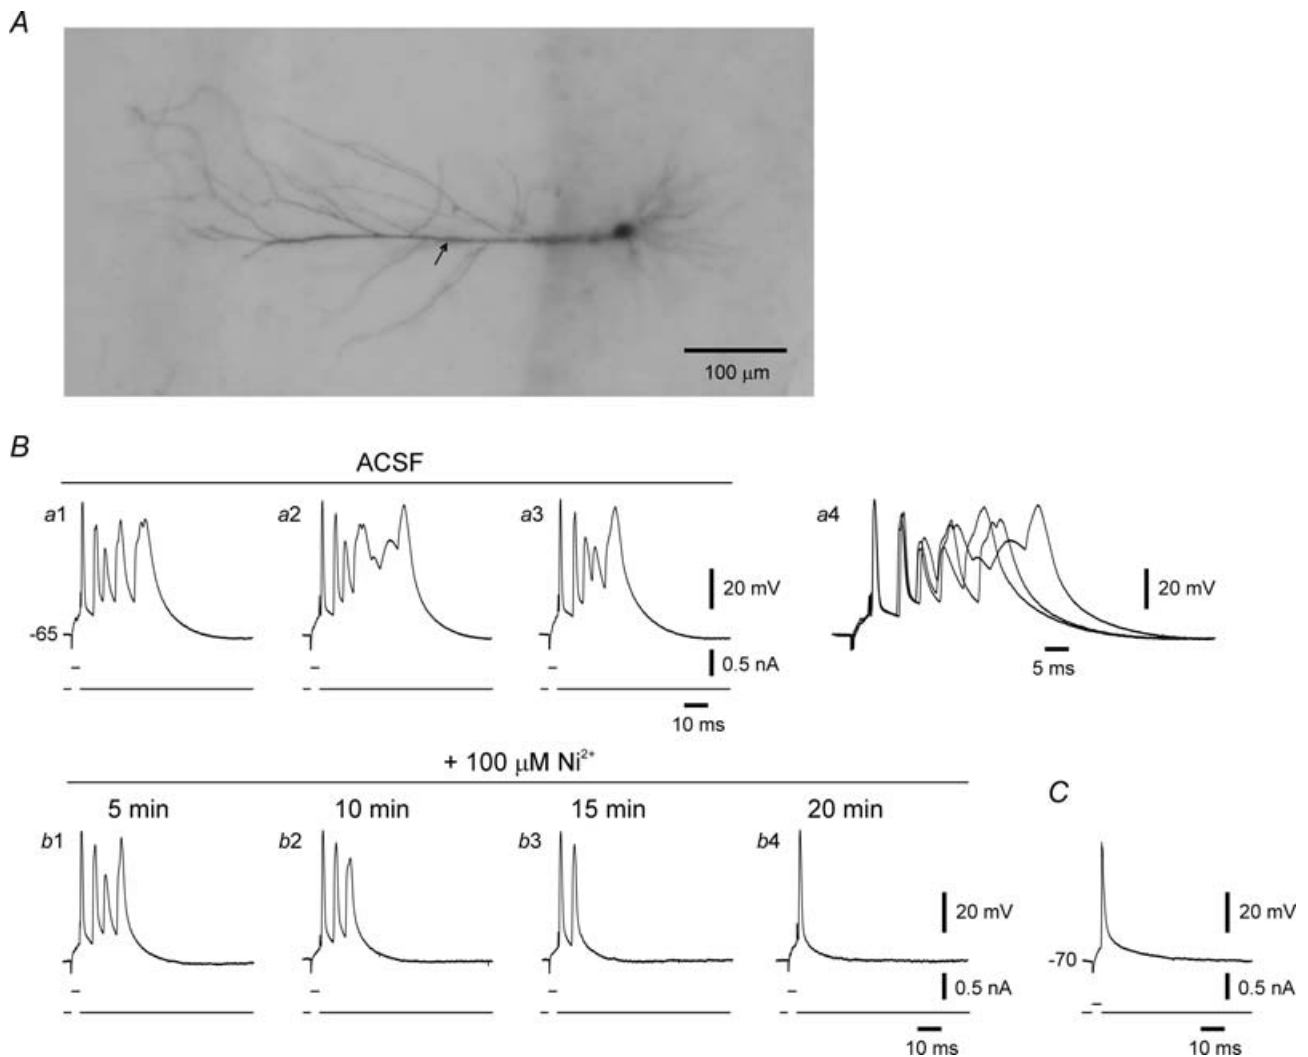 A
100 μm
B
ACSF
a1
a2
a3
a4
20 mV
20 mV
-65
0.5 nA
5 ms
10 ms
+ 100 μM Ni²⁺
5 min
10 min
15 min
20 min
C
b1
b2
b3
b4
20 mV
20 mV
-70
0.5 nA
0.5 nA
10 ms
10 ms